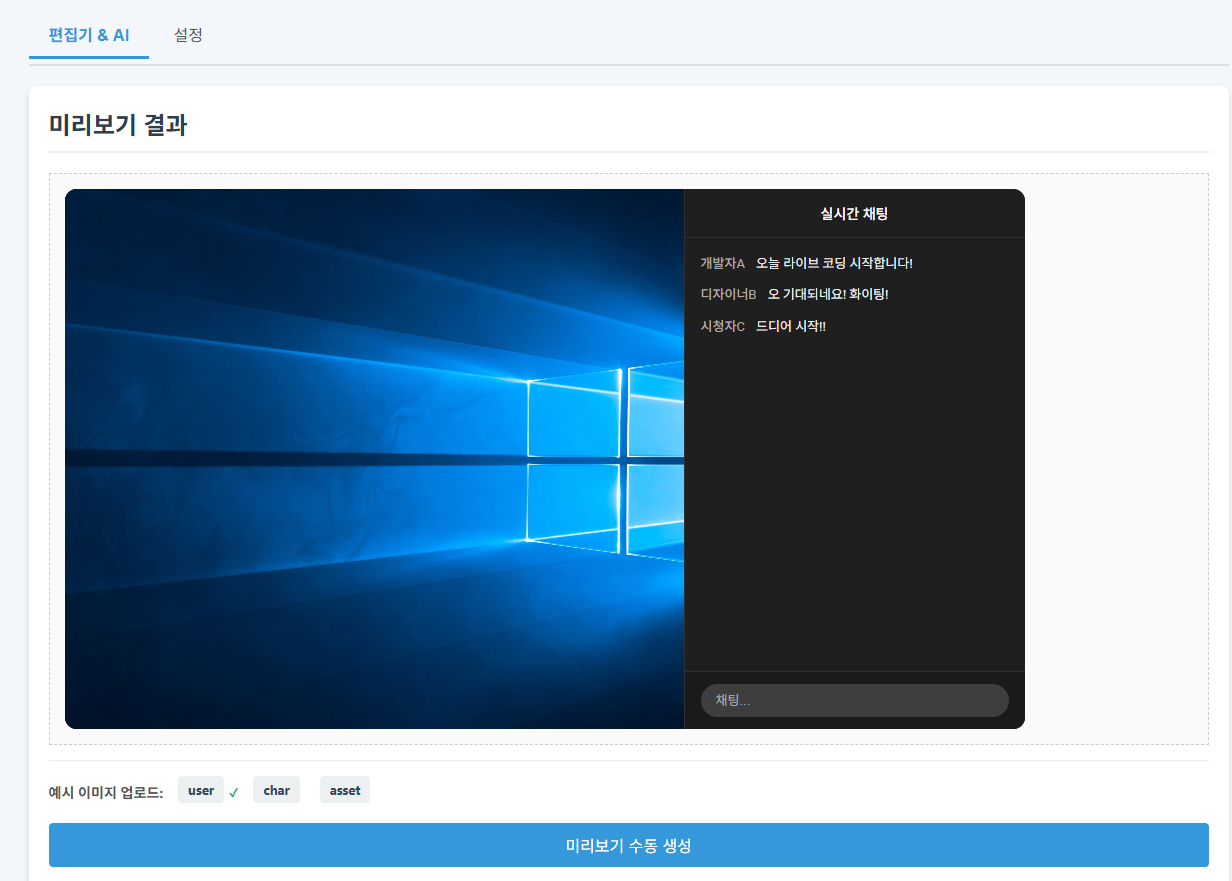 편집기 & AI 설정
미리보기 결과
실시간 채팅
개발자A 오늘 라이브 코딩 시작합니다!
디자이너B 오 기대되네요! 화이팅!
시청자C 드디어 시작!!
채팅...
예시 이미지 업로드: user ✓ char asset
미리보기 수동 생성